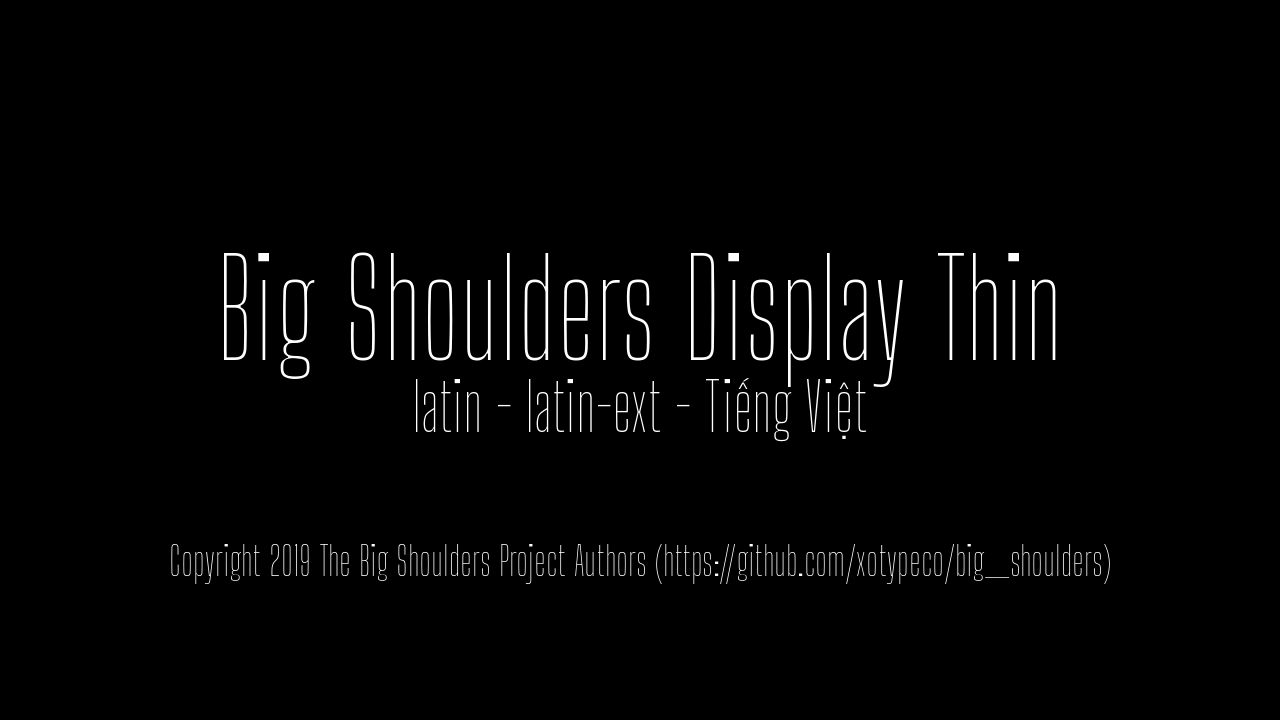 Big Shoulders Display Thin
latin - latin-ext - Tiếng Việt
Copyright 2019 The Big Shoulders Project Authors (https://github.com/xotypeco/big_shoulders)